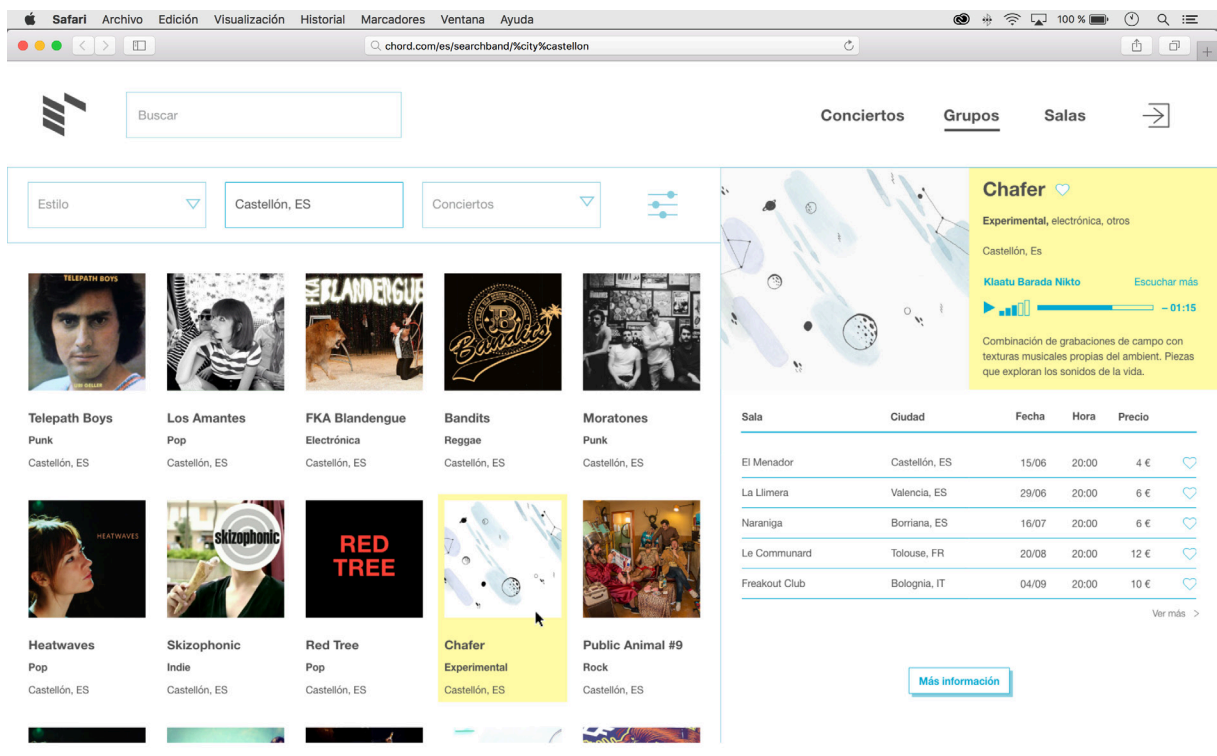 Safari Archivo Edición Visualización Historial Marcadores Ventana Ayuda 100 %
chord.com/es/searchband/%city%castellon
Buscar
Conciertos Grupos Salas
Estilo Castellón, ES Conciertos
Chafer
Experimental, electrónica, otros
Castellón, Es
Klaatu Barada Nikto Escuchar más
– 01:15
Combinación de grabaciones de campo con
texturas musicales propias del ambient. Piezas
que exploran los sonidos de la vida.
TELEPATH BOYS
URI GELLER
FKA BLANDENGUE
B
Bandits
Telepath Boys Los Amantes FKA Blandengue Bandits Moratones
Punk Pop Electrónica Reggae Punk
Castellón, ES Castellón, ES Castellón, ES Castellón, ES Castellón, ES
HEATWAVES
skizophonic
RED
TREE
Heatwaves Skizophonic Red Tree Chafer Public Animal #9
Pop Indie Pop Experimental Rock
Castellón, ES Castellón, ES Castellón, ES Castellón, ES Castellón, ES
Sala Ciudad Fecha Hora Precio
El Menador Castellón, ES 15/06 20:00 4 €
La Llimera Valencia, ES 29/06 20:00 6 €
Naraniga Borriana, ES 16/07 20:00 6 €
Le Communard Tolouse, FR 20/08 20:00 12 €
Freakout Club Bolognia, IT 04/09 20:00 10 €
Ver más >
Más información